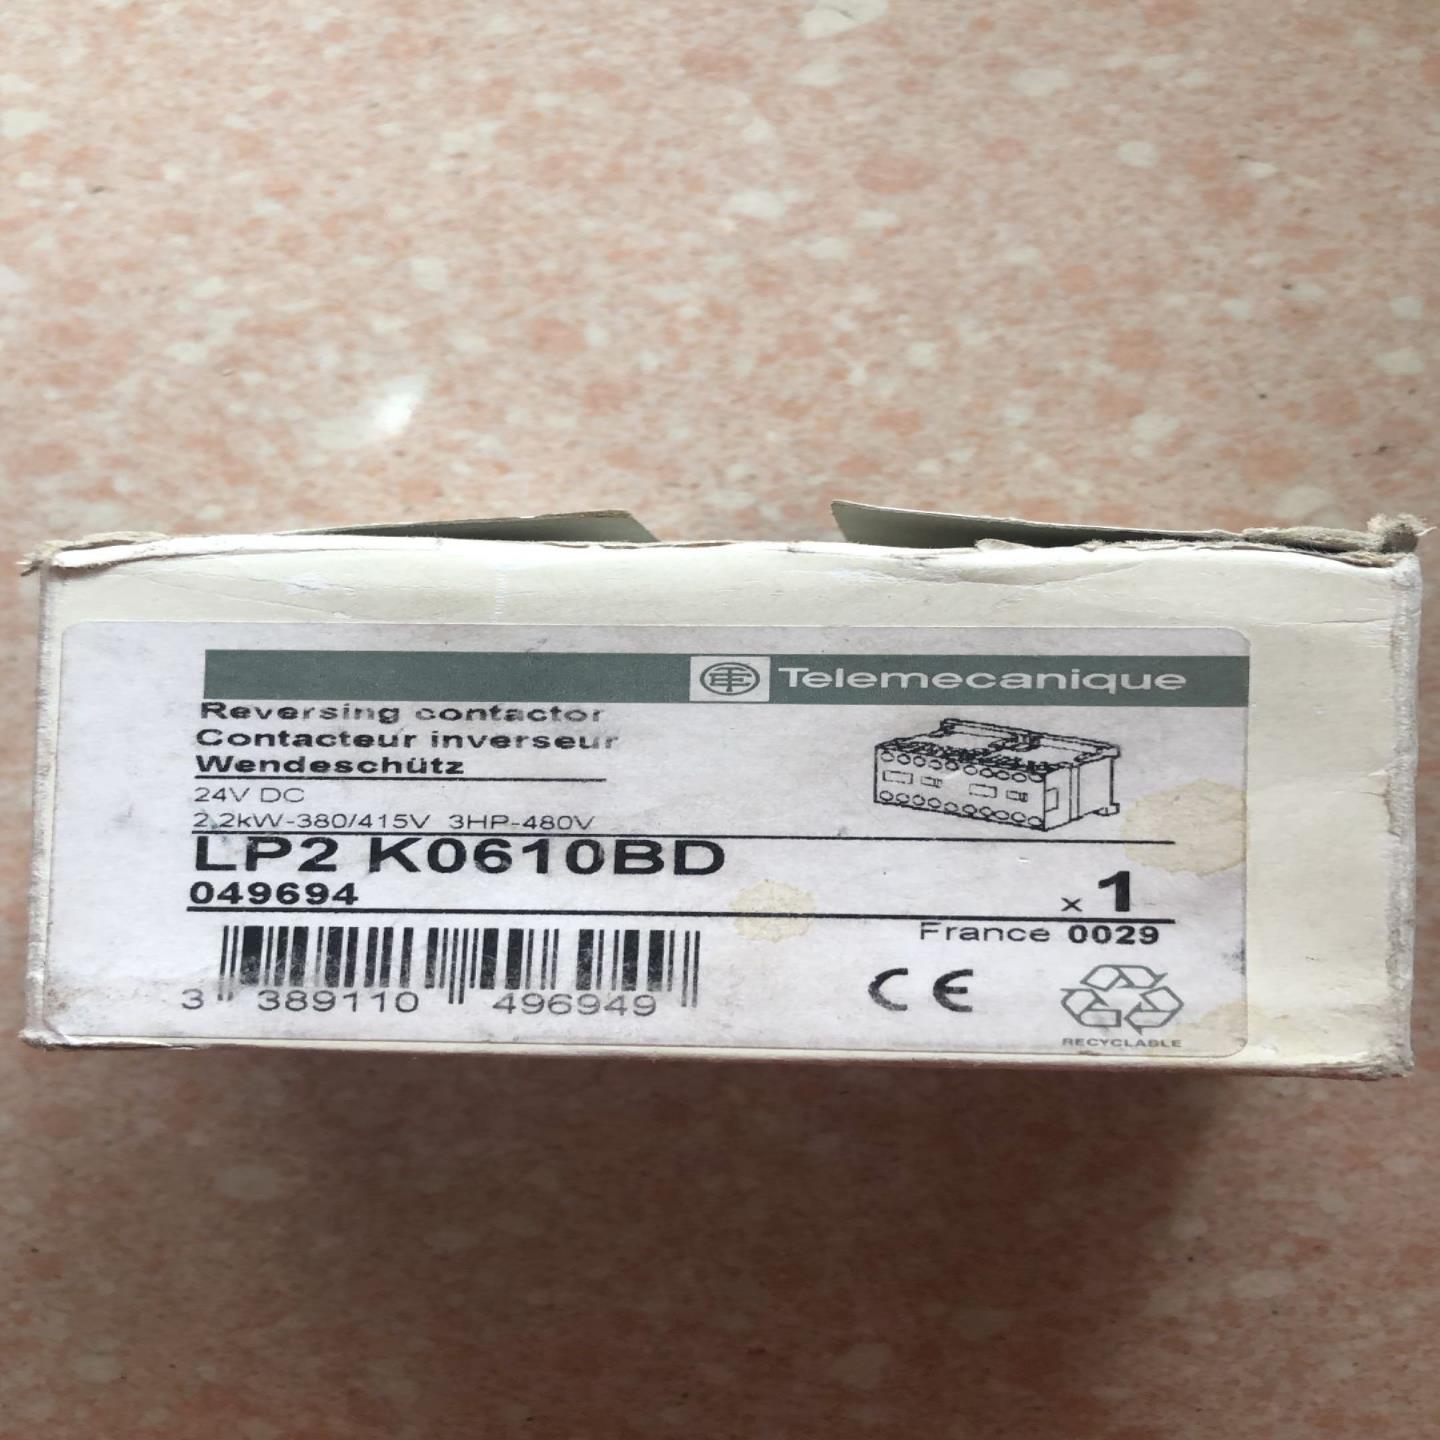 Telemecanique
Reversing contactor
Contacteur inverseur
Wendeschütz
24V DC
2,2kW-380/415V 3HP-480V
LP2 K0610BD
049694
x 1
France 0029
3 389110 496949
CE
RECYCLABLE